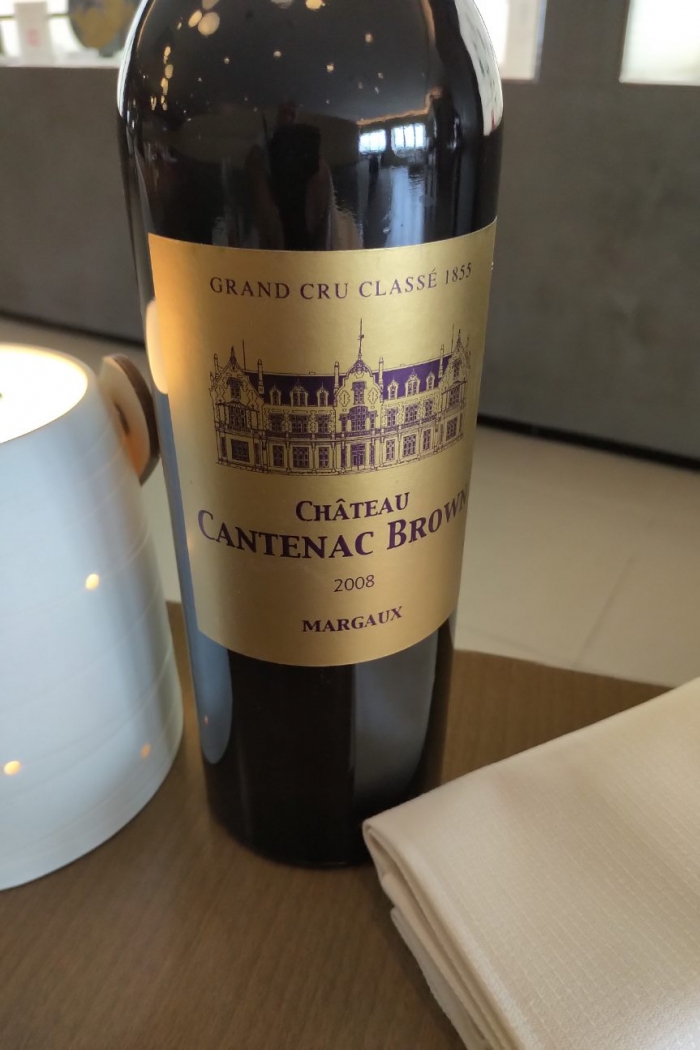 GRAND CRU CLASSÉ 1855
CHÂTEAU
CANTENAC BROWN
2008
MARGAUX